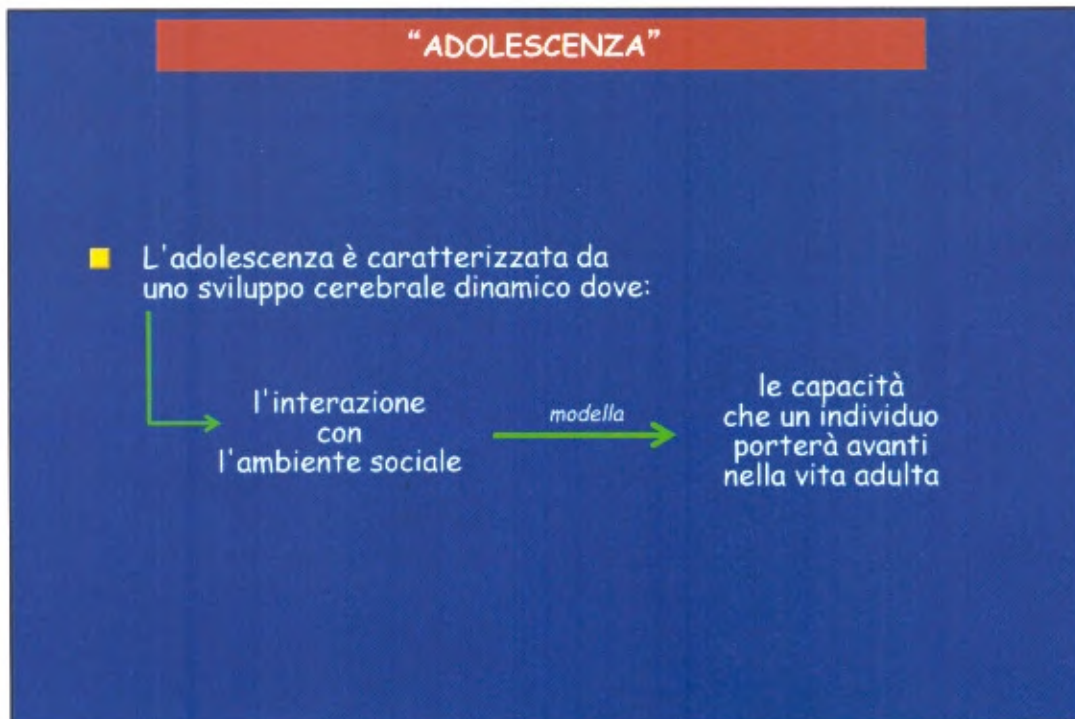 “ADOLESCENZA”
L'adolescenza è caratterizzata da
uno sviluppo cerebrale dinamico dove:
l'interazione
con
l'ambiente sociale
modella
le capacità
che un individuo
porterà avanti
nella vita adulta